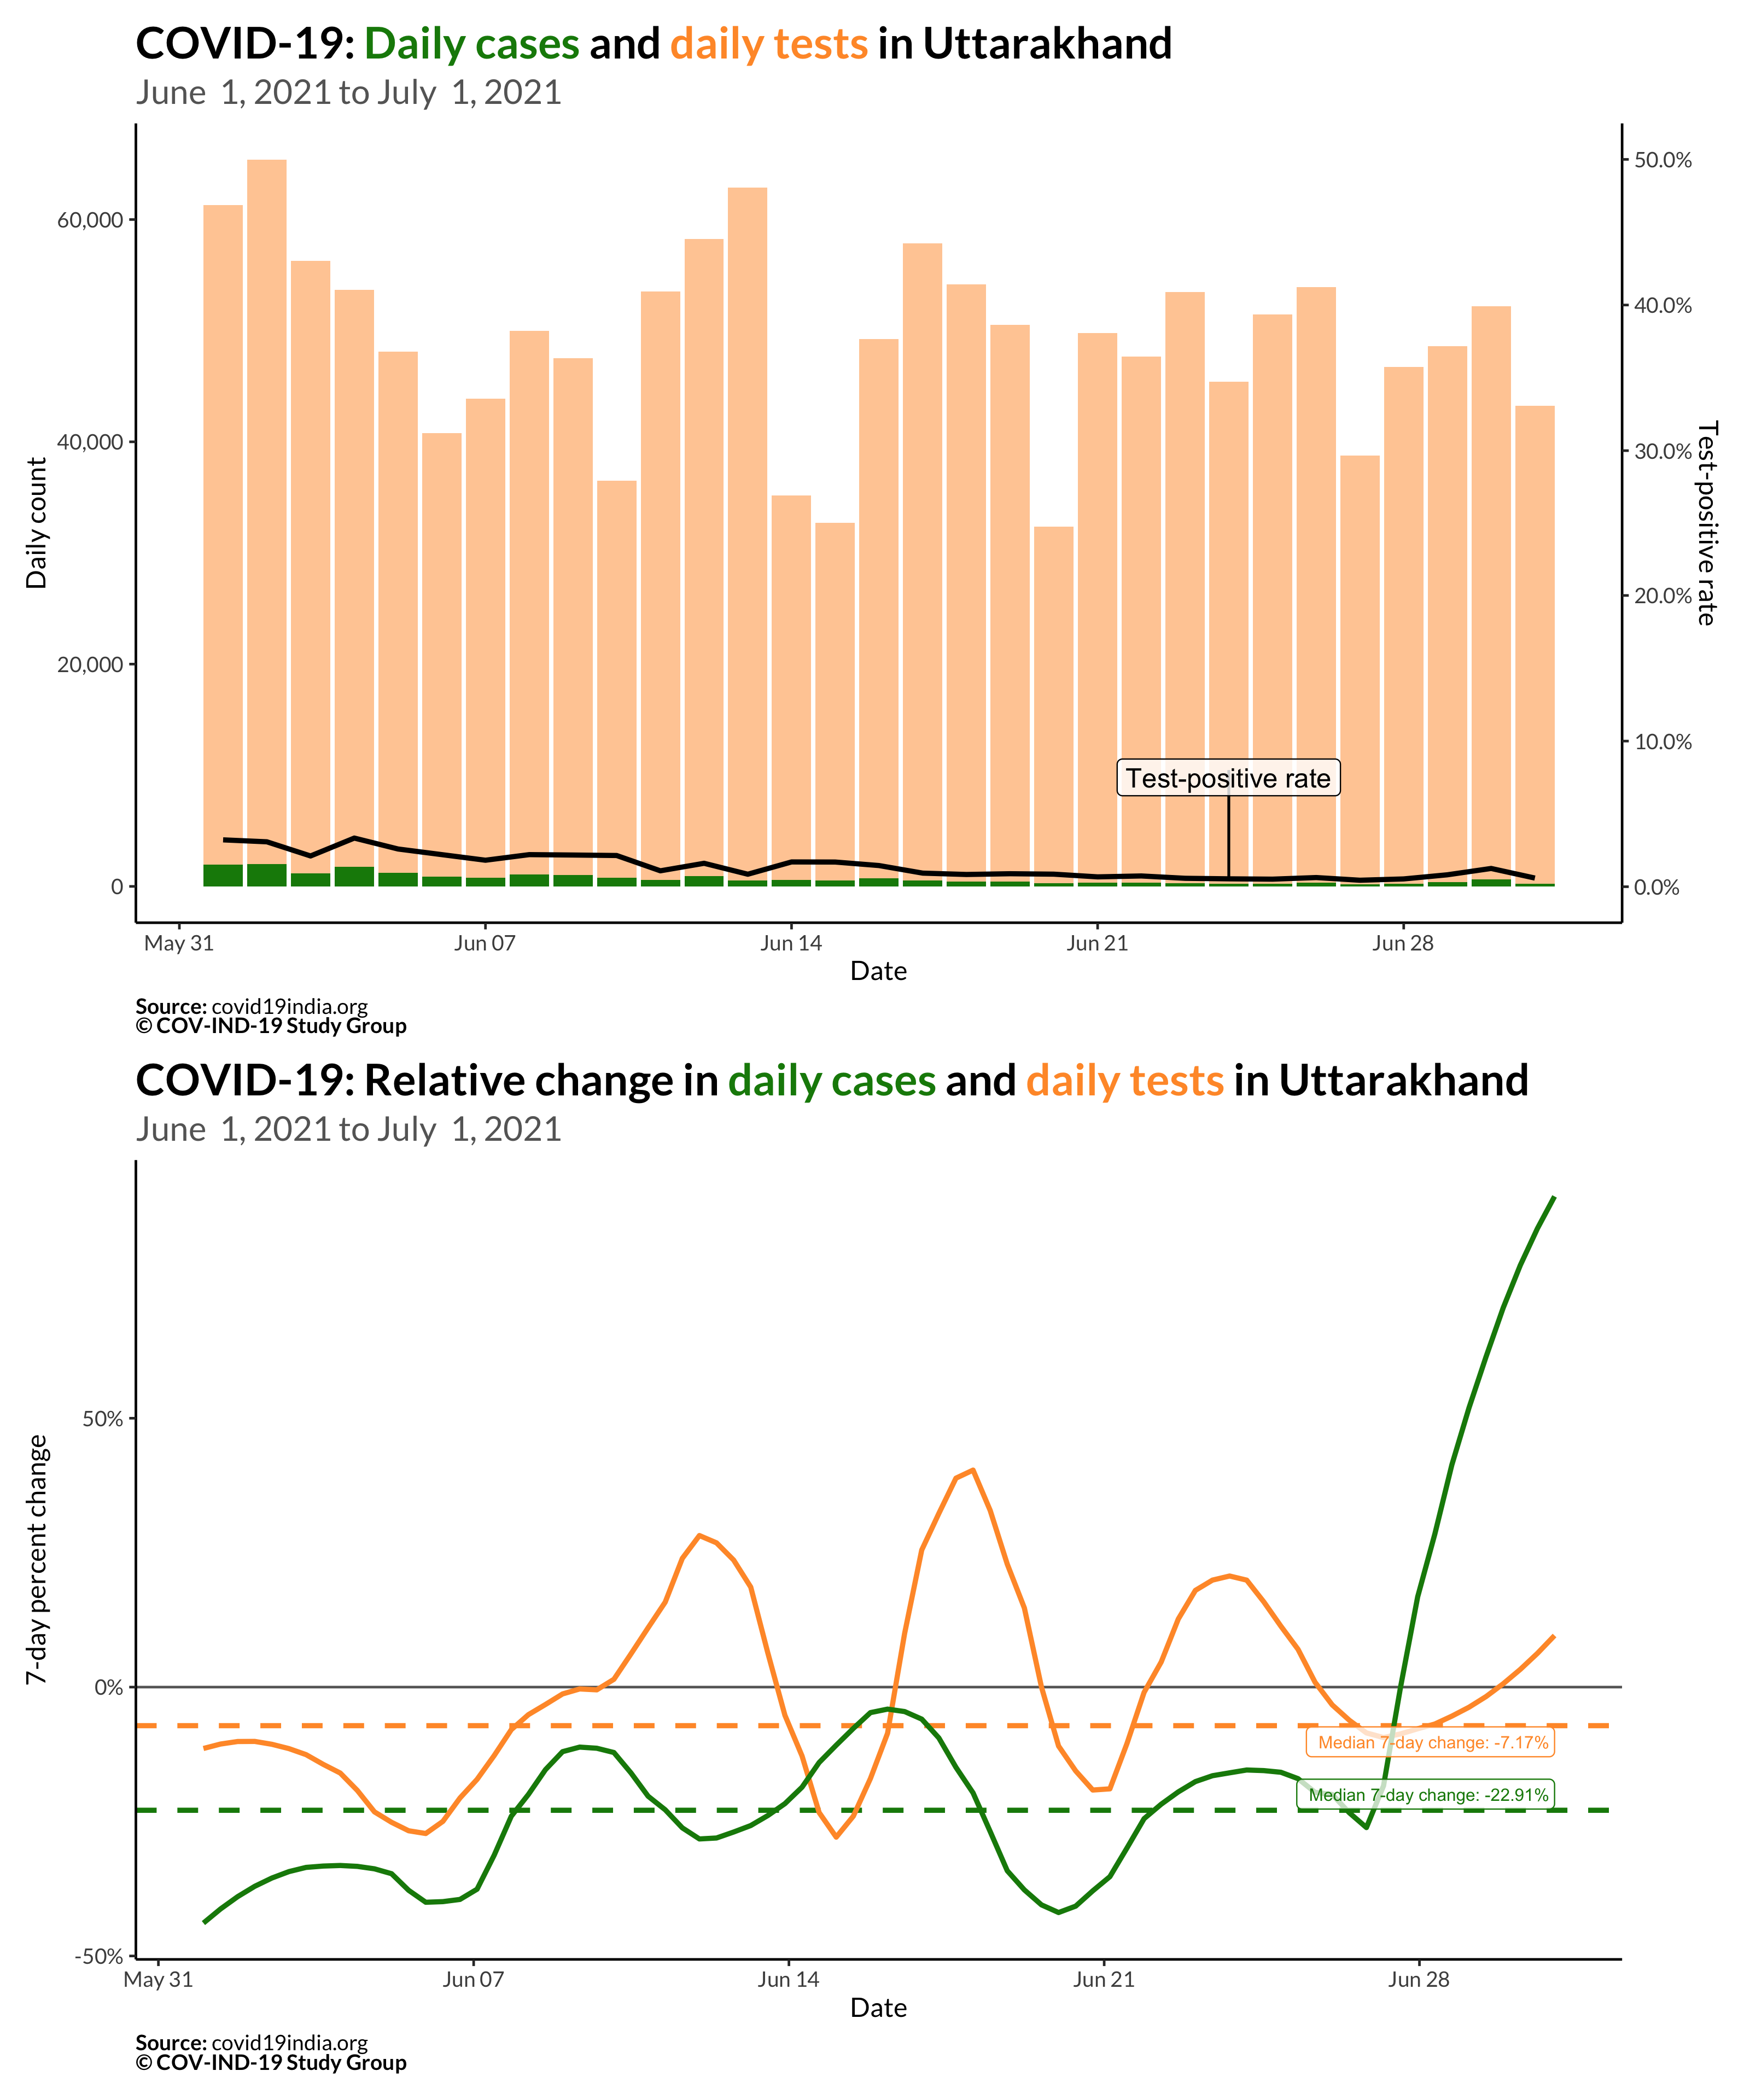 COVID-19: Daily cases and daily tests in Uttarakhand
June 1, 2021 to July 1, 2021
60,000
40,000
20,000
0
Daily count
50.0%
40.0%
30.0%
20.0%
10.0%
0.0%
Test-positive rate
Test-positive rate
May 31
Jun 07
Jun 14
Jun 21
Jun 28
Date
Source: covid19india.org
© COV-IND-19 Study Group
COVID-19: Relative change in daily cases and daily tests in Uttarakhand
June 1, 2021 to July 1, 2021
50%
0%
-50%
7-day percent change
Median 7-day change: -7.17%
Median 7-day change: -22.91%
May 31
Jun 07
Jun 14
Jun 21
Jun 28
Date
Source: covid19india.org
© COV-IND-19 Study Group